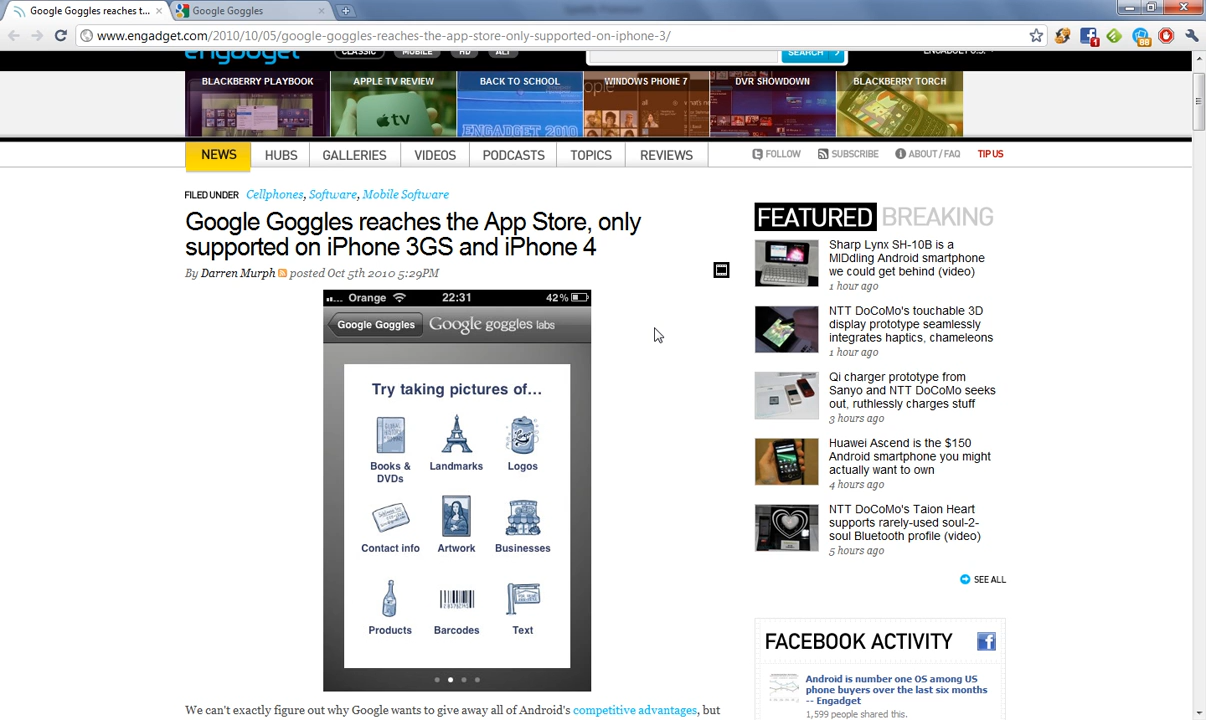 Google Goggles reaches t...
Google Goggles
www.engadget.com/2010/10/05/google-goggles-reaches-the-app-store-only-supported-on-iphone-3/
engadget
CLASSIC
MOBILE
HD
ALT
SEARCH
BLACKBERRY PLAYBOOK
APPLE TV REVIEW
BACK TO SCHOOL
WINDOWS PHONE 7
DVR SHOWDOWN
BLACKBERRY TORCH
tv
ENGADGET 2010
NEWS
HUBS
GALLERIES
VIDEOS
PODCASTS
TOPICS
REVIEWS
FOLLOW
SUBSCRIBE
ABOUT / FAQ
TIP US
FILED UNDER Cellphones, Software, Mobile Software
Google Goggles reaches the App Store, only
supported on iPhone 3GS and iPhone 4
By Darren Murph posted Oct 5th 2010 5:29PM
Orange 22:31 42%
Google Goggles
Google goggles labs
Try taking pictures of...
Books &
DVDs
Landmarks
Logos
Contact info
Artwork
Businesses
Products
Barcodes
Text
We can't exactly figure out why Google wants to give away all of Android's competitive advantages, but
FEATURED BREAKING
Sharp Lynx SH-10B is a
MIDdling Android smartphone
we could get behind (video)
1 hour ago
NTT DoCoMo's touchable 3D
display prototype seamlessly
integrates haptics, chameleons
1 hour ago
Qi charger prototype from
Sanyo and NTT DoCoMo seeks
out, ruthlessly charges stuff
3 hours ago
Huawei Ascend is the $150
Android smartphone you might
actually want to own
4 hours ago
NTT DoCoMo's Taion Heart
supports rarely-used soul-2-
soul Bluetooth profile (video)
5 hours ago
SEE ALL
FACEBOOK ACTIVITY
Android is number one OS among US
phone buyers over the last six months
-- Engadget
1,599 people shared this.